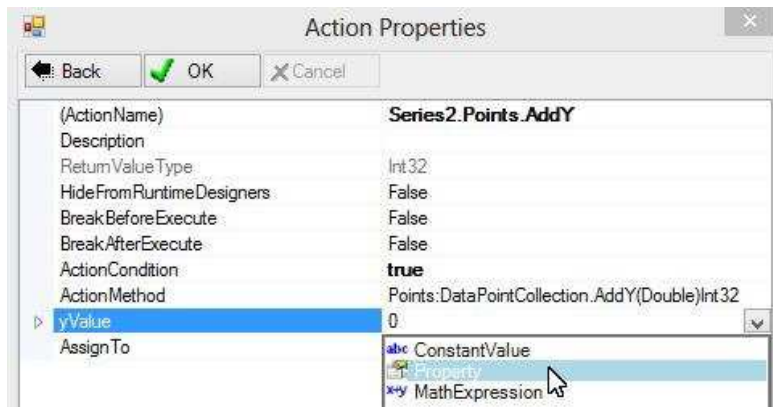 Action Properties
Back OK Cancel
(ActionName) Series2.Points.AddY
Description
ReturnValueType Int32
HideFromRuntimeDesigners False
BreakBeforeExecute False
BreakAfterExecute False
ActionCondition true
ActionMethod Points:DataPointCollection.AddY(Double)Int32
yValue 0
AssignTo
abc ConstantValue
Property
x+y MathExpression